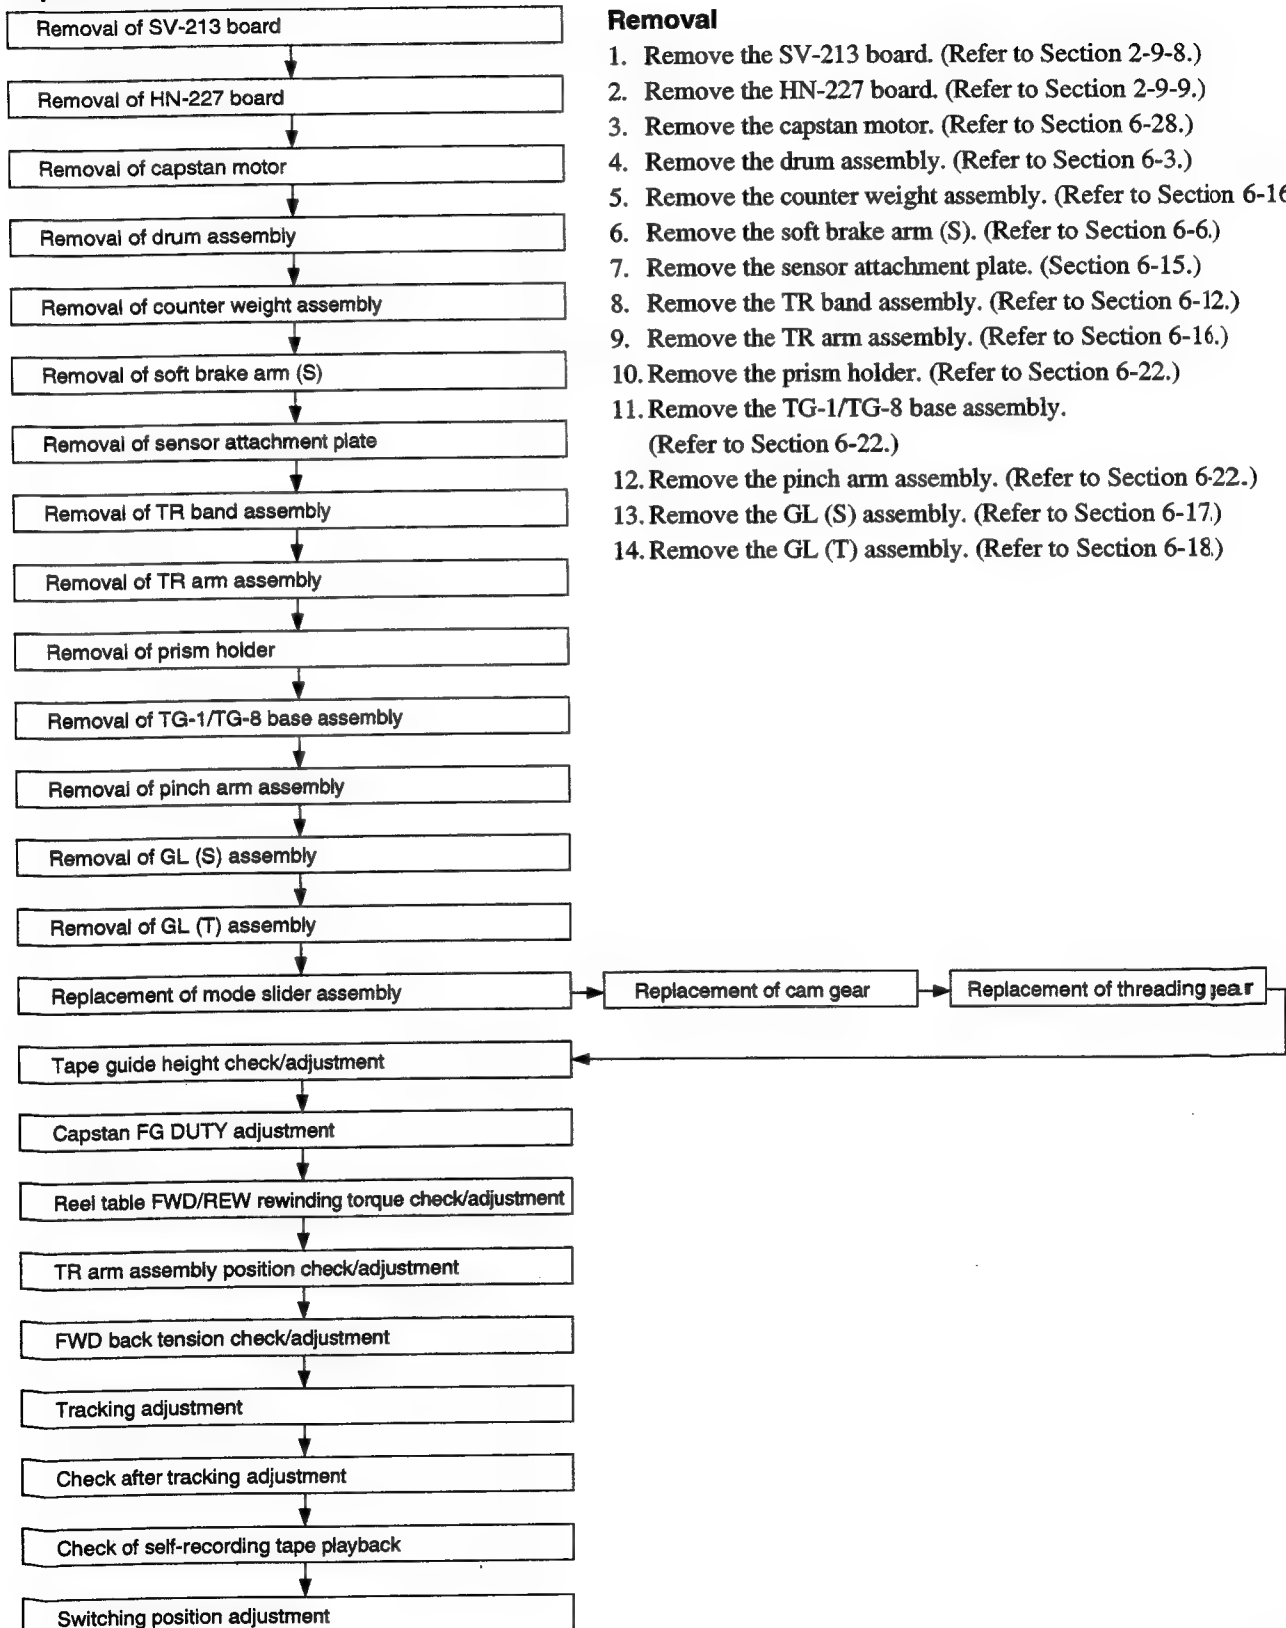 Removal of SV-213 board
Removal of HN-227 board
Removal of capstan motor
Removal of drum assembly
Removal of counter weight assembly
Removal of soft brake arm (S)
Removal of sensor attachment plate
Removal of TR band assembly
Removal of TR arm assembly
Removal of prism holder
Removal of TG-1/TG-8 base assembly
Removal of pinch arm assembly
Removal of GL (S) assembly
Removal of GL (T) assembly
Replacement of mode slider assembly
Replacement of cam gear
Replacement of threading gear
Tape guide height check/adjustment
Capstan FG DUTY adjustment
Reel table FWD/REW rewinding torque check/adjustment
TR arm assembly position check/adjustment
FWD back tension check/adjustment
Tracking adjustment
Check after tracking adjustment
Check of self-recording tape playback
Switching position adjustment
Removal
1. Remove the SV-213 board. (Refer to Section 2-9-8.)
2. Remove the HN-227 board. (Refer to Section 2-9-9.)
3. Remove the capstan motor. (Refer to Section 6-28.)
4. Remove the drum assembly. (Refer to Section 6-3.)
5. Remove the counter weight assembly. (Refer to Section 6-16
6. Remove the soft brake arm (S). (Refer to Section 6-6.)
7. Remove the sensor attachment plate. (Section 6-15.)
8. Remove the TR band assembly. (Refer to Section 6-12.)
9. Remove the TR arm assembly. (Refer to Section 6-16.)
10. Remove the prism holder. (Refer to Section 6-22.)
11. Remove the TG-1/TG-8 base assembly.
(Refer to Section 6-22.)
12. Remove the pinch arm assembly. (Refer to Section 6-22.)
13. Remove the GL (S) assembly. (Refer to Section 6-17.)
14. Remove the GL (T) assembly. (Refer to Section 6-18.)